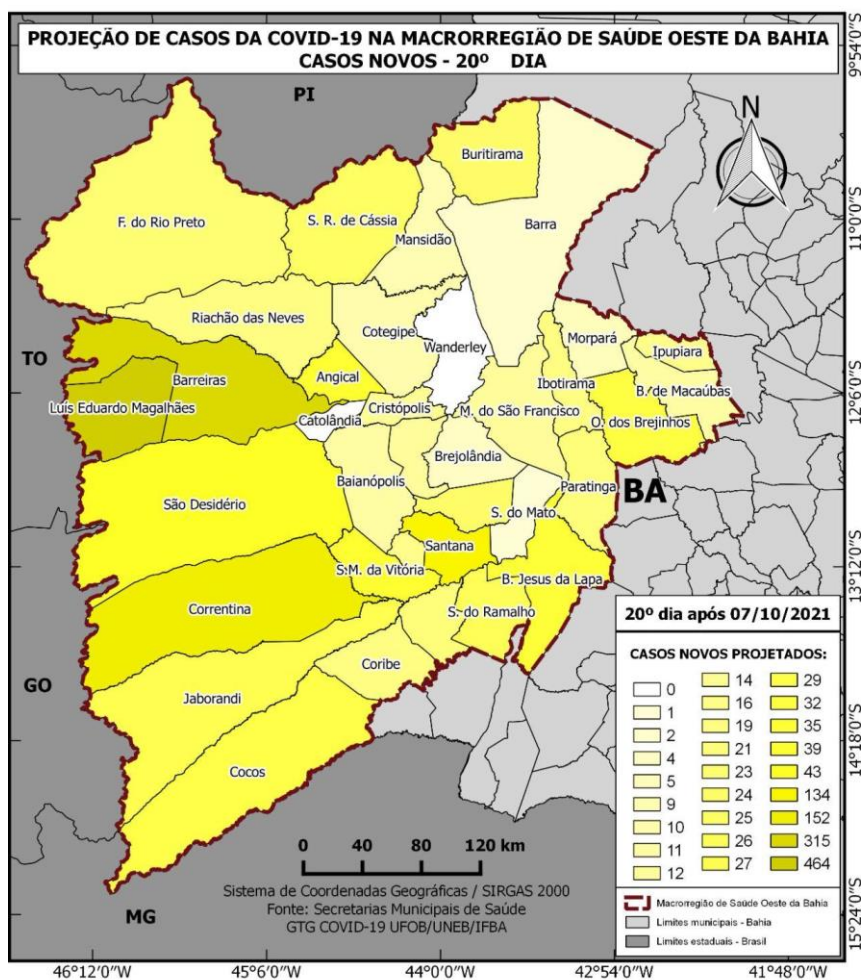 PROJEÇÃO DE CASOS DA COVID-19 NA MACRORREGIÃO DE SAÚDE OESTE DA BAHIA
CASOS NOVOS - 20º DIA
9°54'0"S
11°0'0"S
12°6'0"S
13°12'0"S
14°18'0"S
15°24'0"S
PI
N
Buritirama
F. do Rio Preto
S. R. de Cássia
Mansidão
Barra
Riachão das Neves
Cotegipe
Wanderley
Morpará
Ipupiara
TO
Barreiras
Angical
Ibotirama
B. de Macaúbas
Luis Eduardo Magalhães
Cristópolis
M. do São Francisco
O. dos Brejinhos
Catolândia
Brejolândia
Baianópolis
Paratinga
BA
São Desidério
S. do Mato
Santana
S.M. da Vitória
B. Jesus da Lapa
Correntina
S. do Ramalho
GO
Coribe
Jaborandi
Cocos
MG
20º dia após 07/10/2021
CASOS NOVOS PROJETADOS:
0
1
2
4
5
9
10
11
12
14
16
19
21
23
24
25
26
27
29
32
35
39
43
134
152
315
464
Macrorregião de Saúde Oeste da Bahia
Limites municipais - Bahia
Limites estaduais - Brasil
0 40 80 120 km
Sistema de Coordenadas Geográficas / SIRGAS 2000
Fonte: Secretarias Municipais de Saúde
GTG COVID-19 UFOB/UNEB/IFBA
46°12'0"W 45°6'0"W 44°0'0"W 42°54'0"W 41°48'0"W